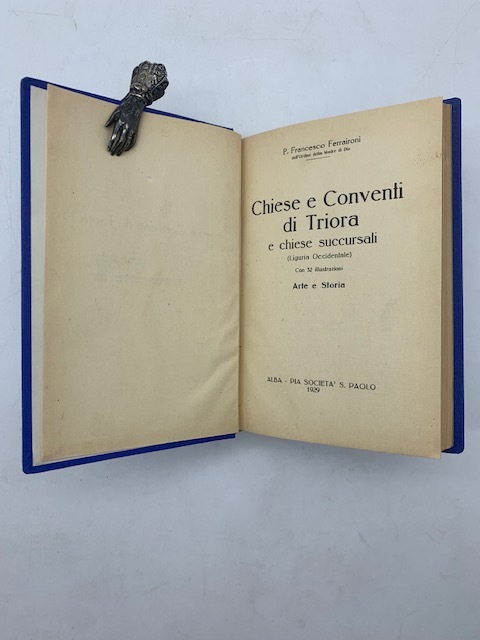 P. Francesco Ferraironi
dell'Ordine della Madre di Dio
Chiese e Conventi
di Triora
e chiese succursali
(Liguria Occidentale)
Con 32 illustrazioni
Arte e Storia
ALBA - PIA SOCIETA' S. PAOLO
1929